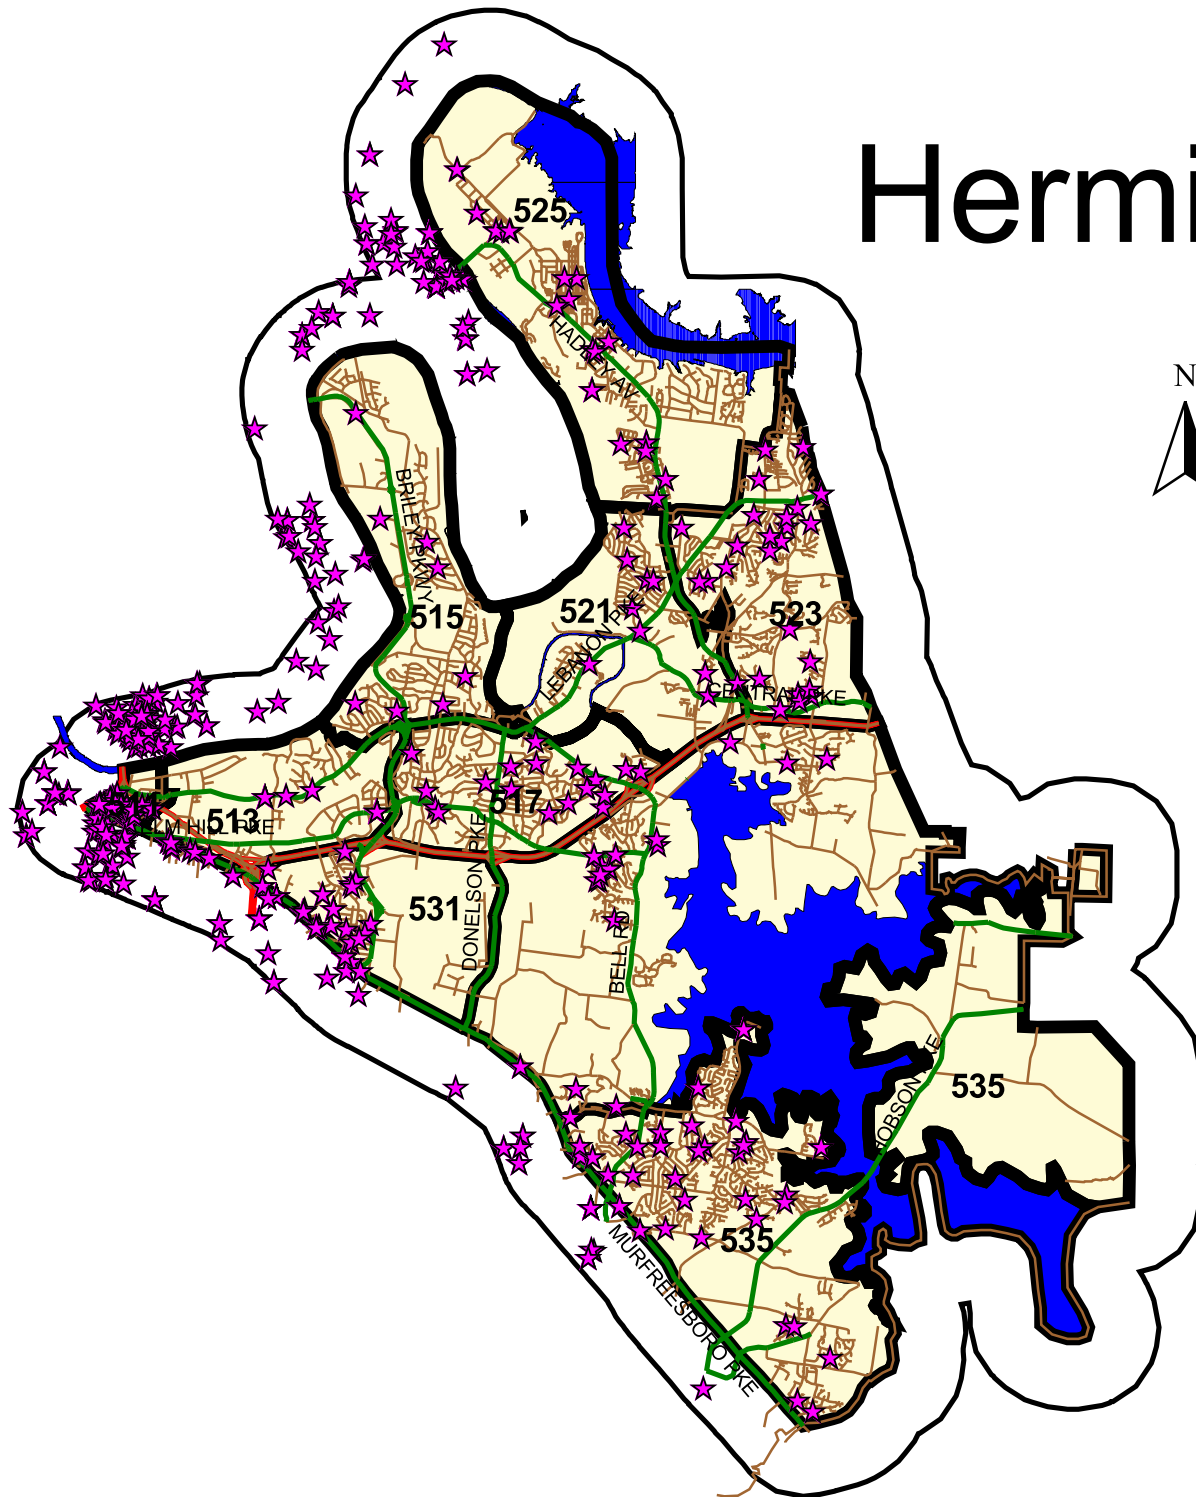 Hermi
N
525
HADLEY AV
BRILEY PKWY
515
521
523
LEBANON PKE
CENTRAL PKE
517
513
ELM HILL PKE
531
DONELSON PKE
BELL RD
535
HOBSON PKE
535
MURFREESBORO PKE